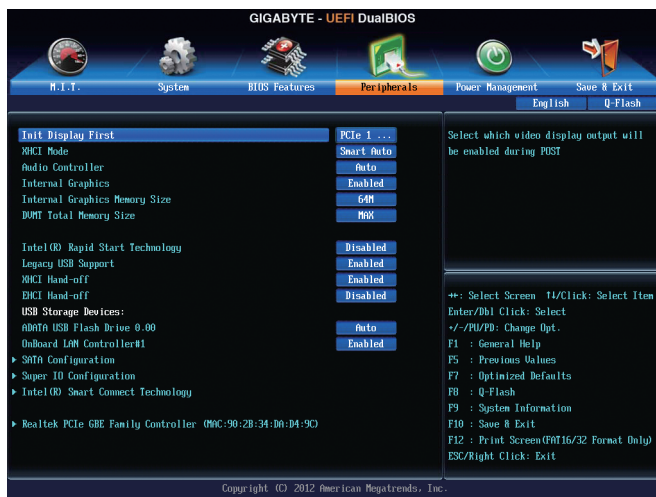 GIGABYTE - UEFI DualBIOS
M.I.T.
System
BIOS Features
Peripherals
Power Management
Save & Exit
English
Q-Flash
Init Display First PCIe 1 ...
XHCI Mode Smart Auto
Audio Controller Auto
Internal Graphics Enabled
Internal Graphics Memory Size 64M
DVMT Total Memory Size MAX
Intel(R) Rapid Start Technology Disabled
Legacy USB Support Enabled
XHCI Hand-off Enabled
EHCI Hand-off Disabled
USB Storage Devices:
ADATA USB Flash Drive 0.00 Auto
OnBoard LAN Controller#1 Enabled
SATA Configuration
Super IO Configuration
Intel(R) Smart Connect Technology
Realtek PCIe GBE Family Controller (MAC:90:2B:34:DA:D4:9C)
Select which video display output will
be enabled during POST
++: Select Screen ↑↓/Click: Select Item
Enter/Dbl Click: Select
+/-/PU/PD: Change Opt.
F1 : General Help
F5 : Previous Values
F7 : Optimized Defaults
F8 : Q-Flash
F9 : System Information
F10 : Save & Exit
F12 : Print Screen(FAT16/32 Format Only)
ESC/Right Click: Exit
Copyright (C) 2012 American Megatrends, Inc.